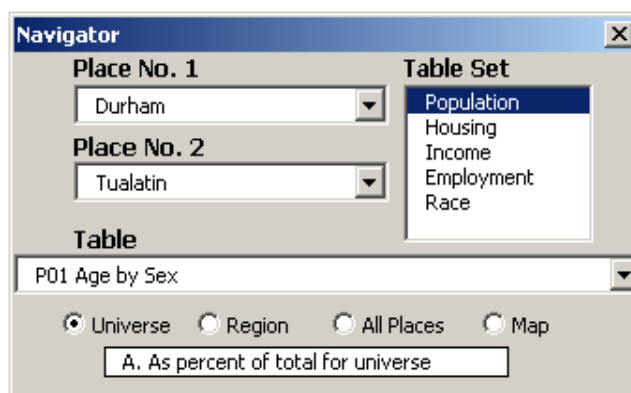 Navigator
Place No. 1
Durham
Place No. 2
Tualatin
Table Set
Population
Housing
Income
Employment
Race
Table
P01 Age by Sex
Universe Region All Places Map
A. As percent of total for universe